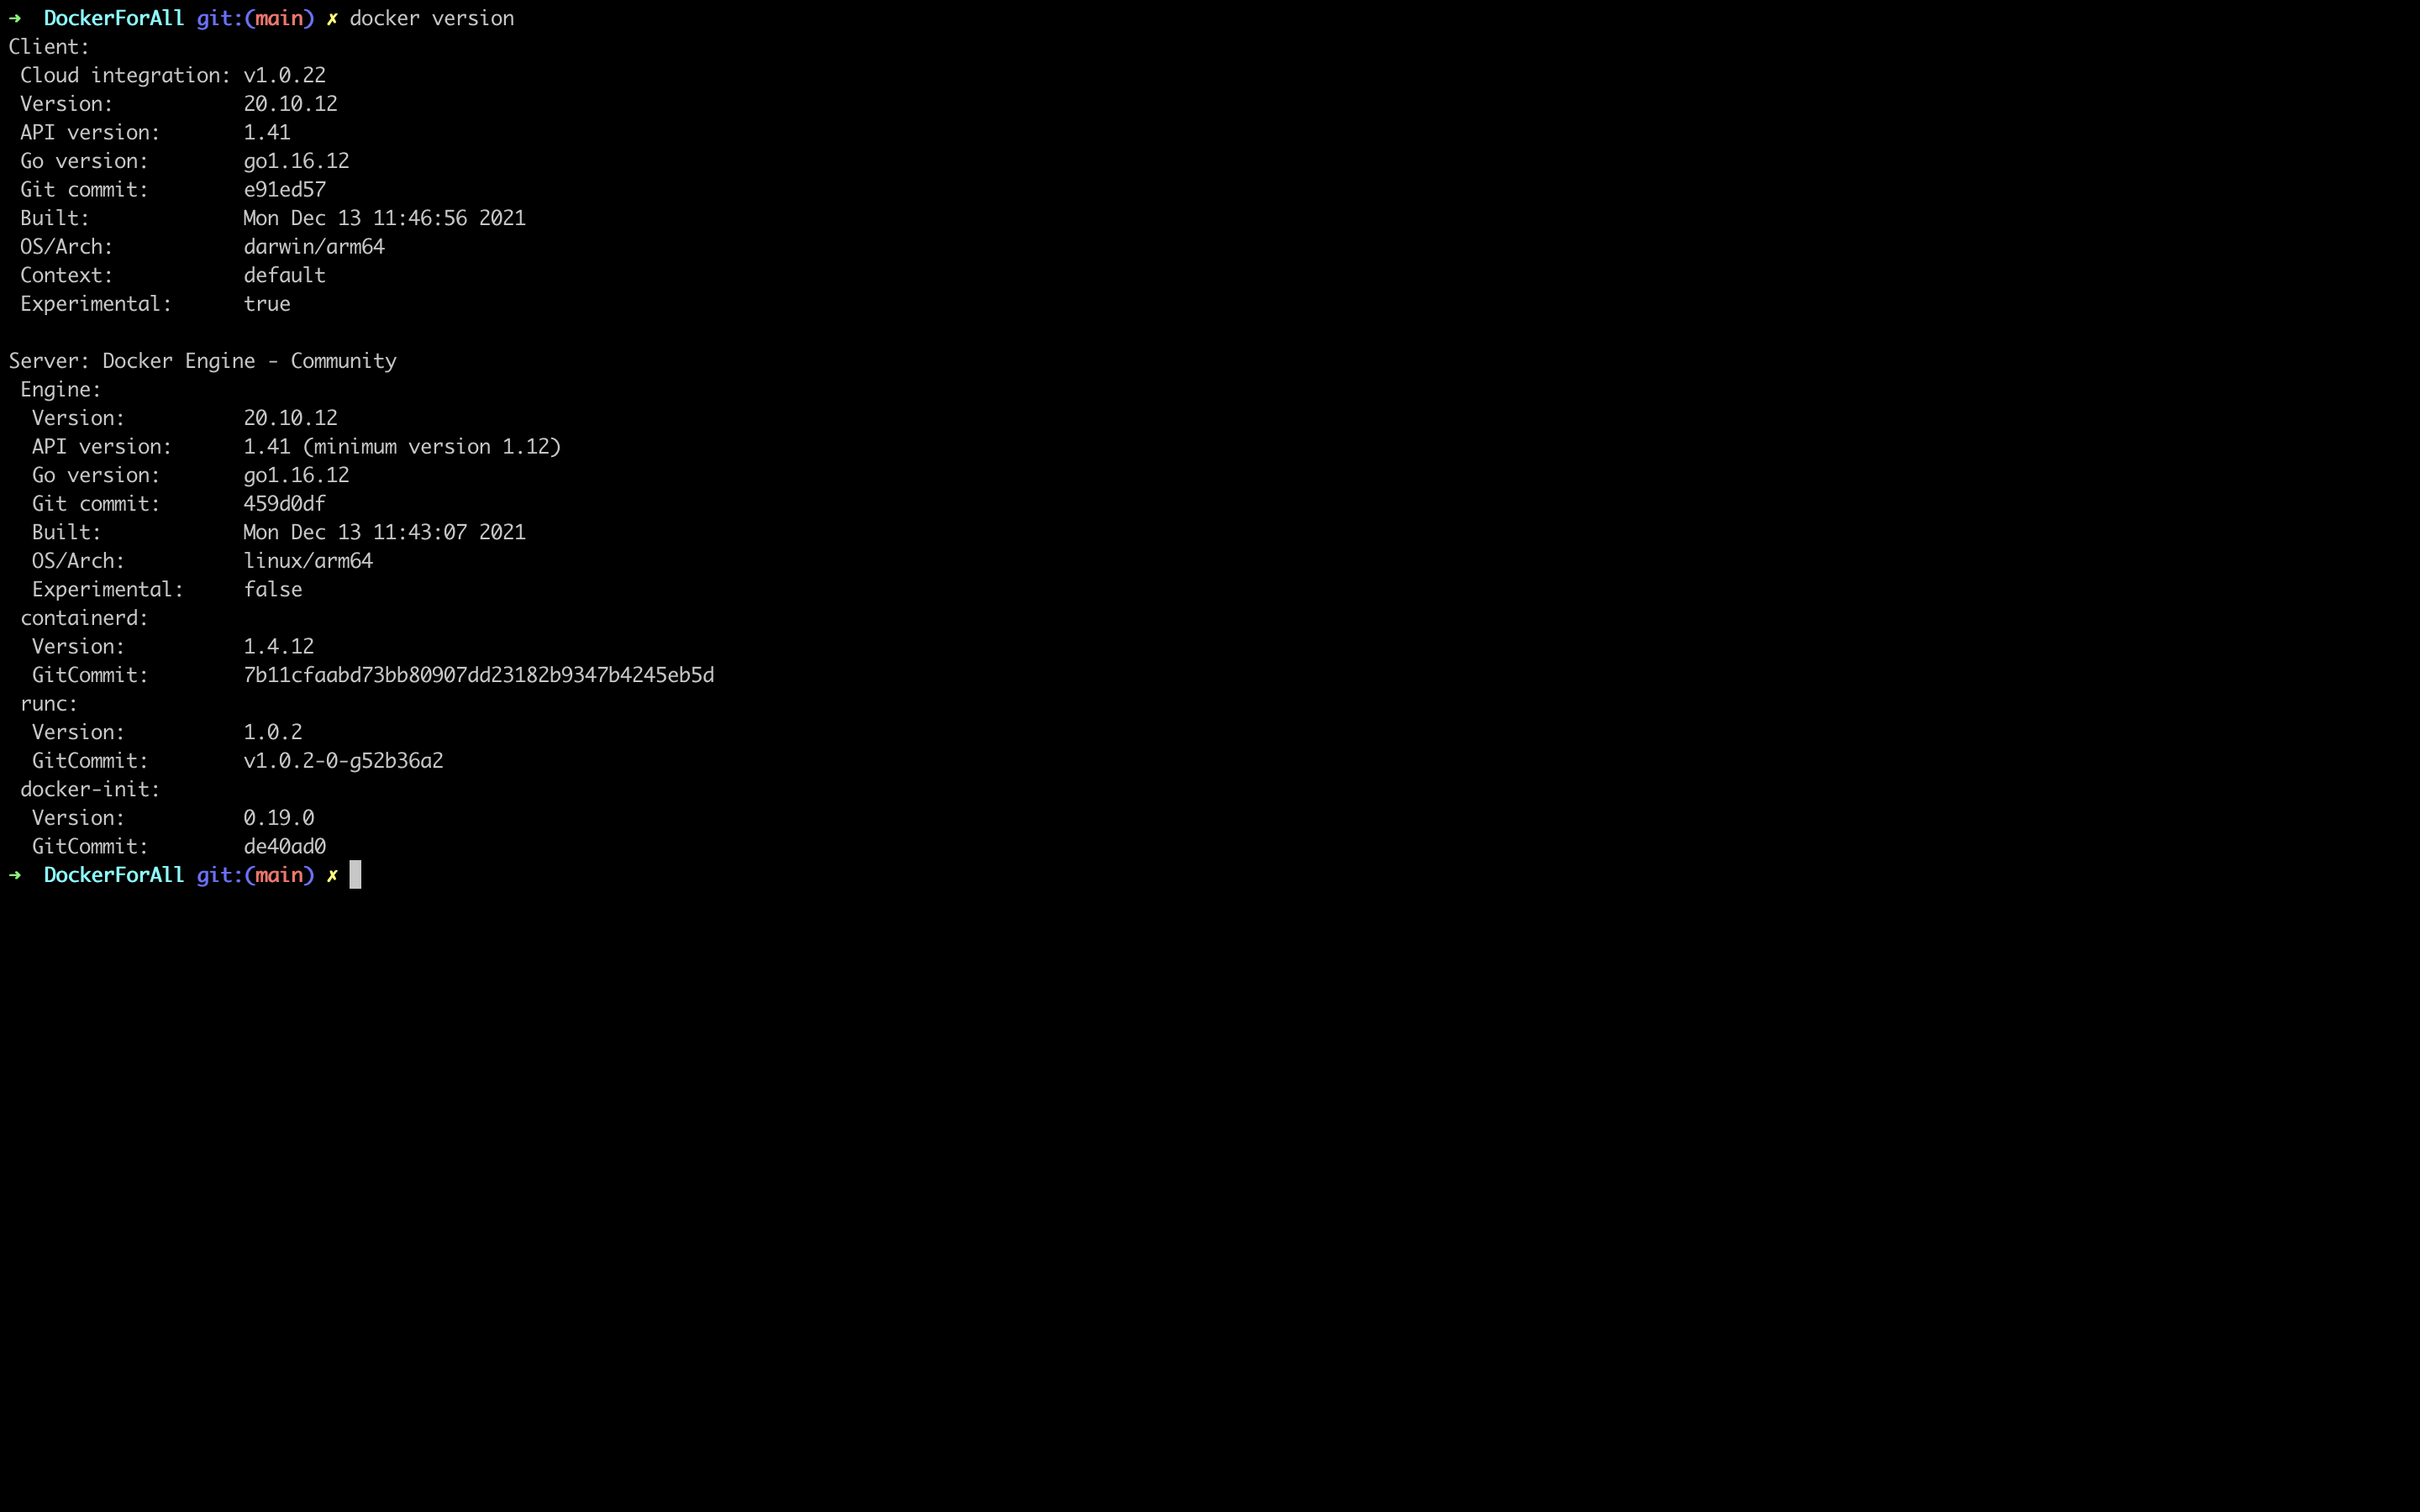 ➜  DockerForAll git:(main) ✗ docker version
Client:
 Cloud integration: v1.0.22
 Version:           20.10.12
 API version:       1.41
 Go version:        go1.16.12
 Git commit:        e91ed57
 Built:             Mon Dec 13 11:46:56 2021
 OS/Arch:           darwin/arm64
 Context:           default
 Experimental:      true

Server: Docker Engine - Community
 Engine:
  Version:          20.10.12
  API version:      1.41 (minimum version 1.12)
  Go version:       go1.16.12
  Git commit:       459d0df
  Built:            Mon Dec 13 11:43:07 2021
  OS/Arch:          linux/arm64
  Experimental:     false
 containerd:
  Version:          1.4.12
  GitCommit:        7b11cfaabd73bb80907dd23182b9347b4245eb5d
 runc:
  Version:          1.0.2
  GitCommit:        v1.0.2-0-g52b36a2
 docker-init:
  Version:          0.19.0
  GitCommit:        de40ad0
➜  DockerForAll git:(main) ✗